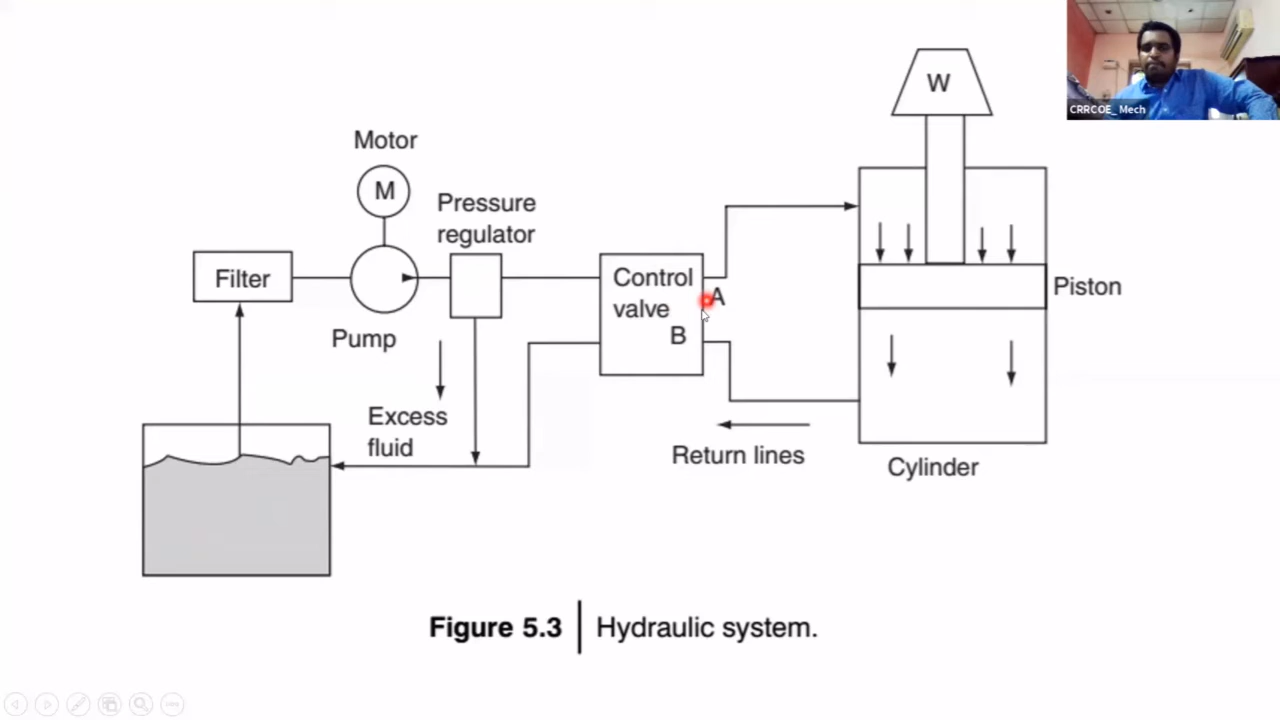 CRRCOE_ Mech
W
Motor
M
Pressure
regulator
Filter
Control
valve
A
B
Piston
Pump
Excess
fluid
Return lines
Cylinder
Figure 5.3 | Hydraulic system.